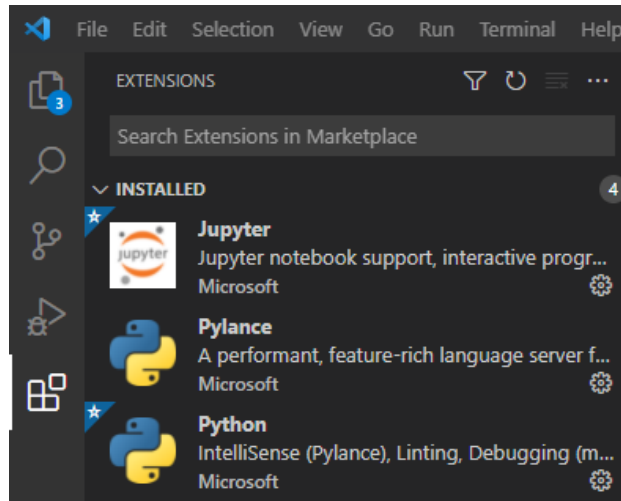 File Edit Selection View Go Run Terminal Help
EXTENSIONS
3
Search Extensions in Marketplace
INSTALLED 4
Jupyter
jupyter
Jupyter notebook support, interactive progr...
Microsoft
Pylance
A performant, feature-rich language server f...
Microsoft
Python
IntelliSense (Pylance), Linting, Debugging (m...
Microsoft